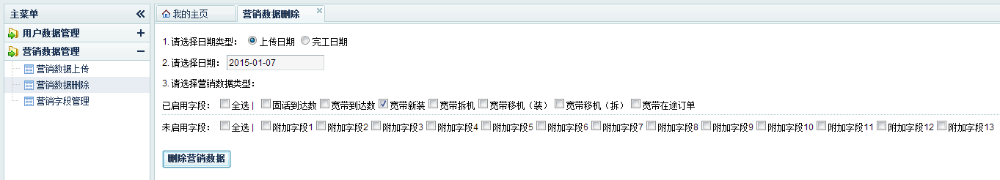 主菜单
用户数据管理
营销数据管理
营销数据上传
营销数据删除
营销字段管理
我的主页 营销数据删除
1.请选择日期类型： 上传日期 完工日期
2.请选择日期： 2015-01-07
3.请选择营销数据类型：
已启用字段： 全选 | 固话到达数 宽带到达数 宽带新装 宽带拆机 宽带移机（装） 宽带移机（拆） 宽带在途订单
未启用字段： 全选 | 附加字段1 附加字段2 附加字段3 附加字段4 附加字段5 附加字段6 附加字段7 附加字段8 附加字段9 附加字段10 附加字段11 附加字段12 附加字段13
删除营销数据